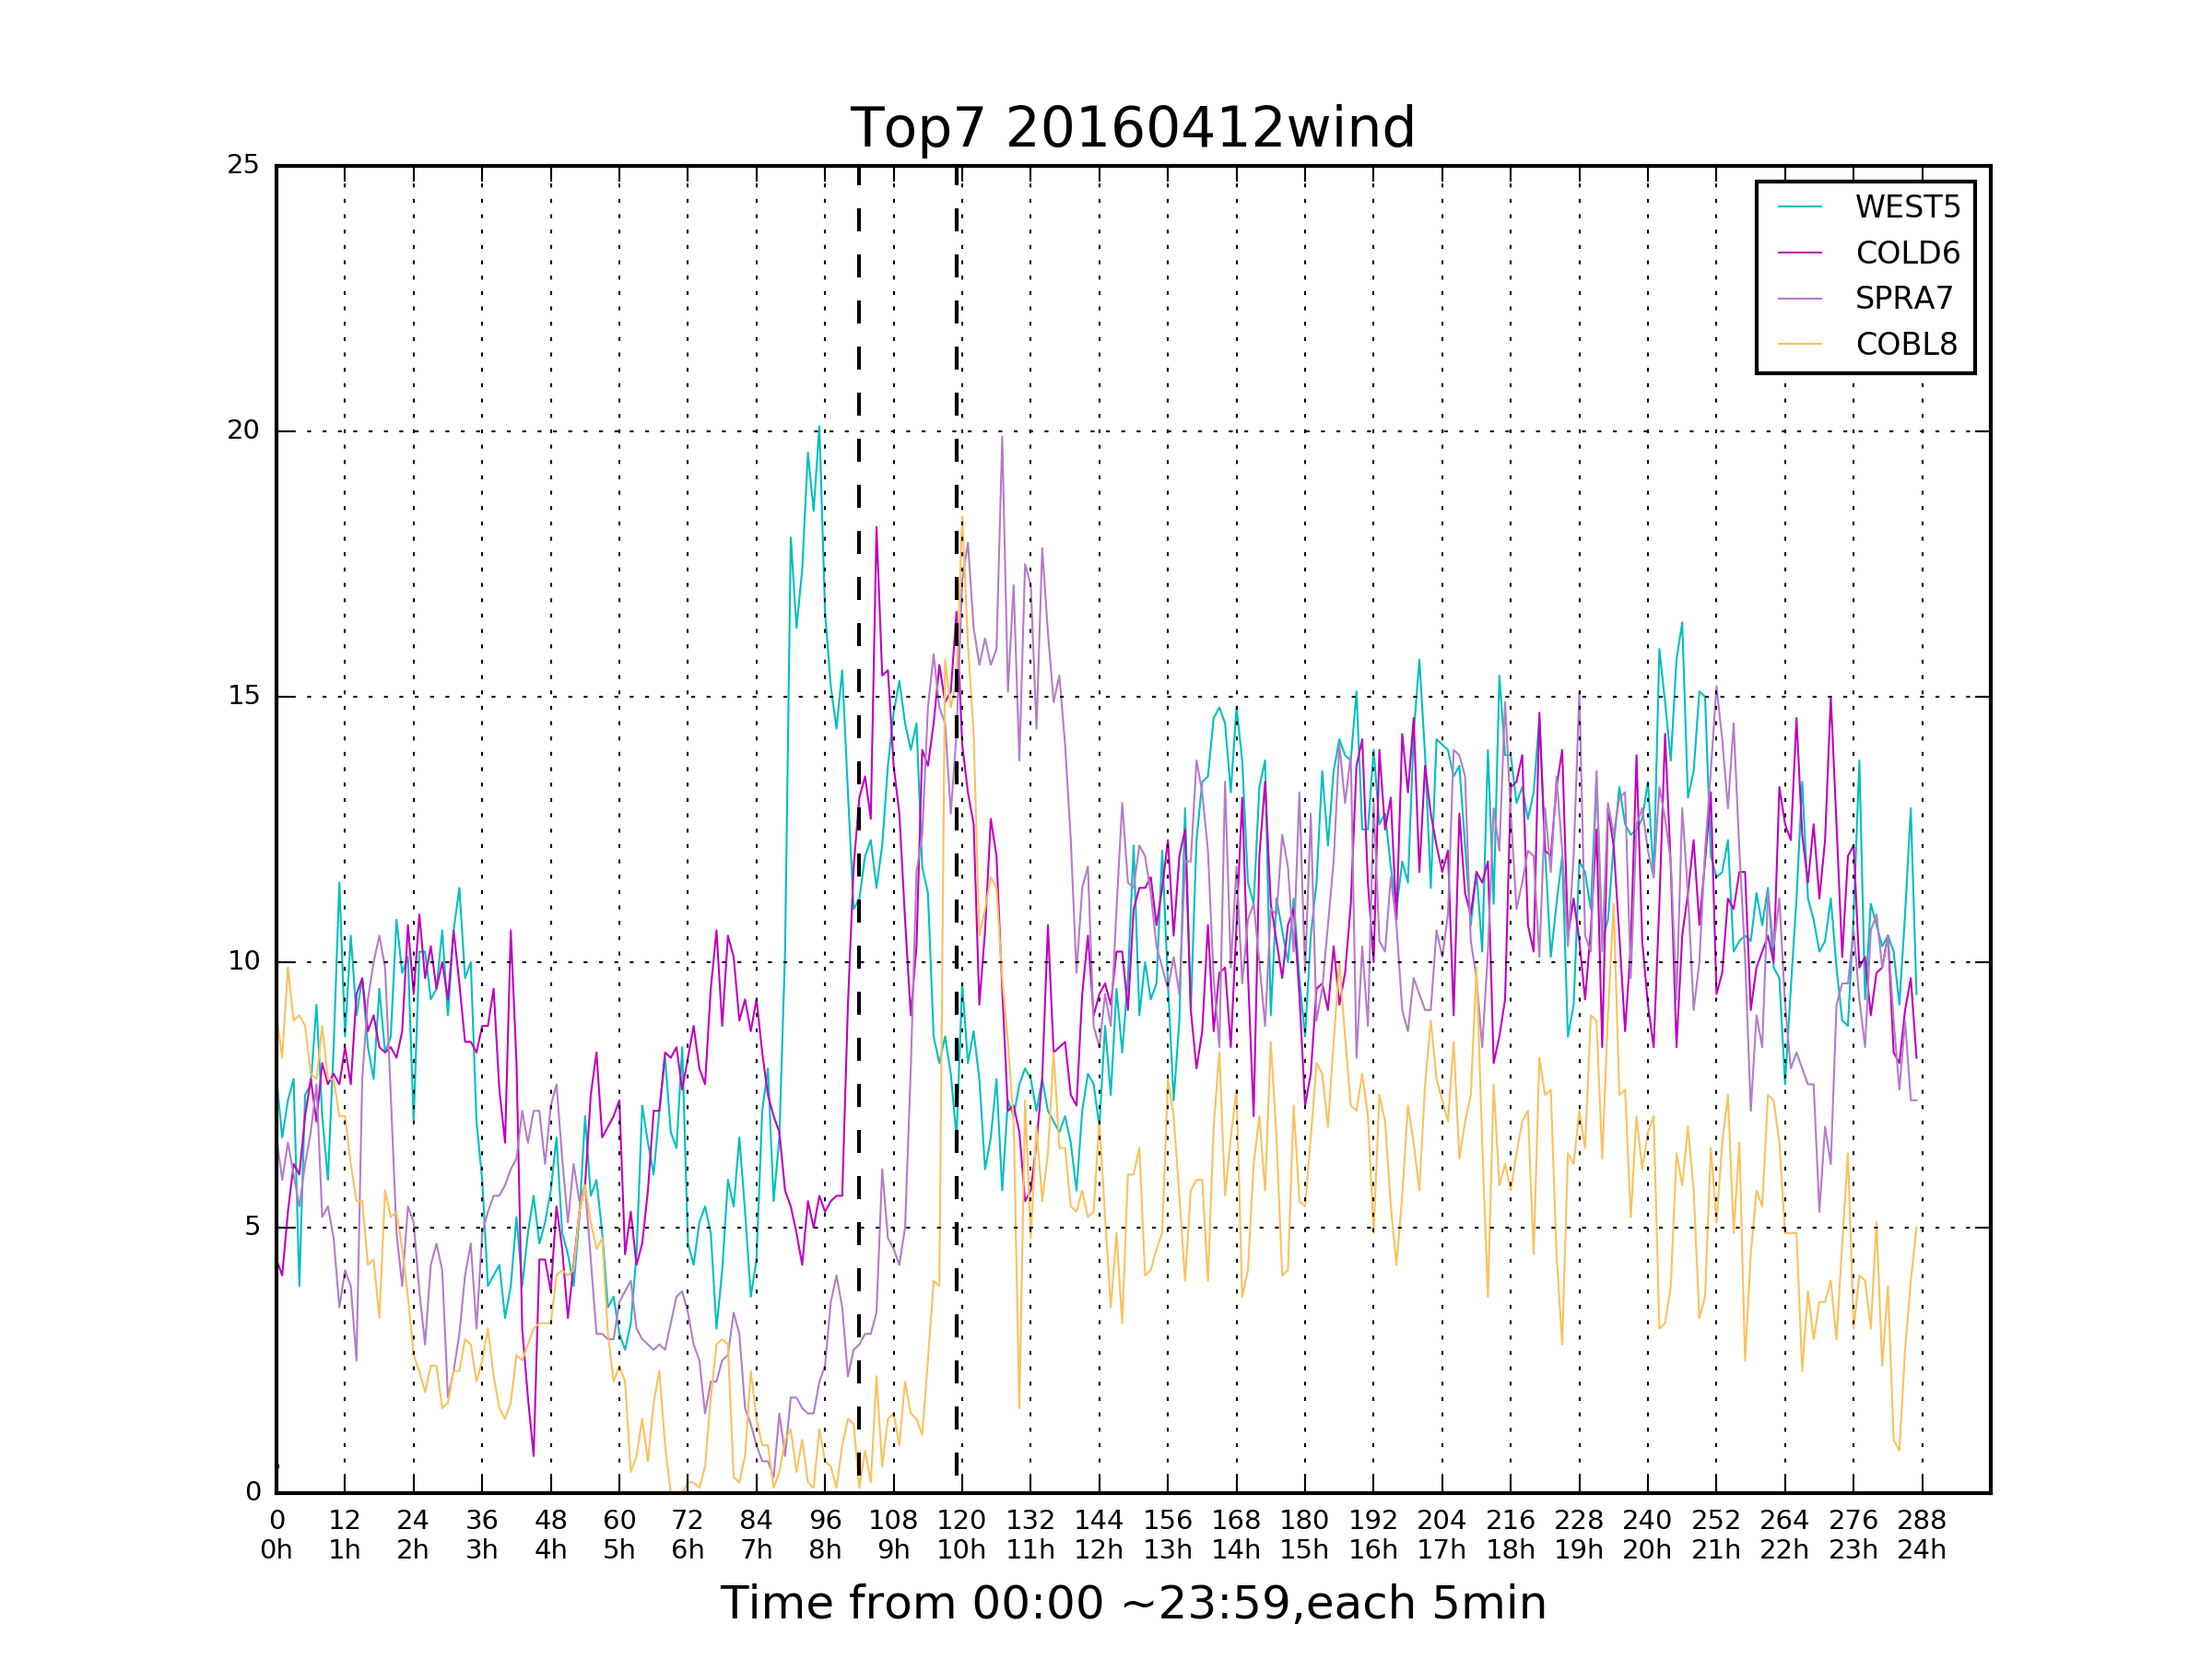 Top7 20160412wind
25
20
15
10
5
0
WEST5
COLD6
SPRA7
COBL8
0 12 24 36 48 60 72 84 96 108 120 132 144 156 168 180 192 204 216 228 240 252 264 276 288
0h 1h 2h 3h 4h 5h 6h 7h 8h 9h 10h 11h 12h 13h 14h 15h 16h 17h 18h 19h 20h 21h 22h 23h 24h
Time from 00:00 ~23:59,each 5min